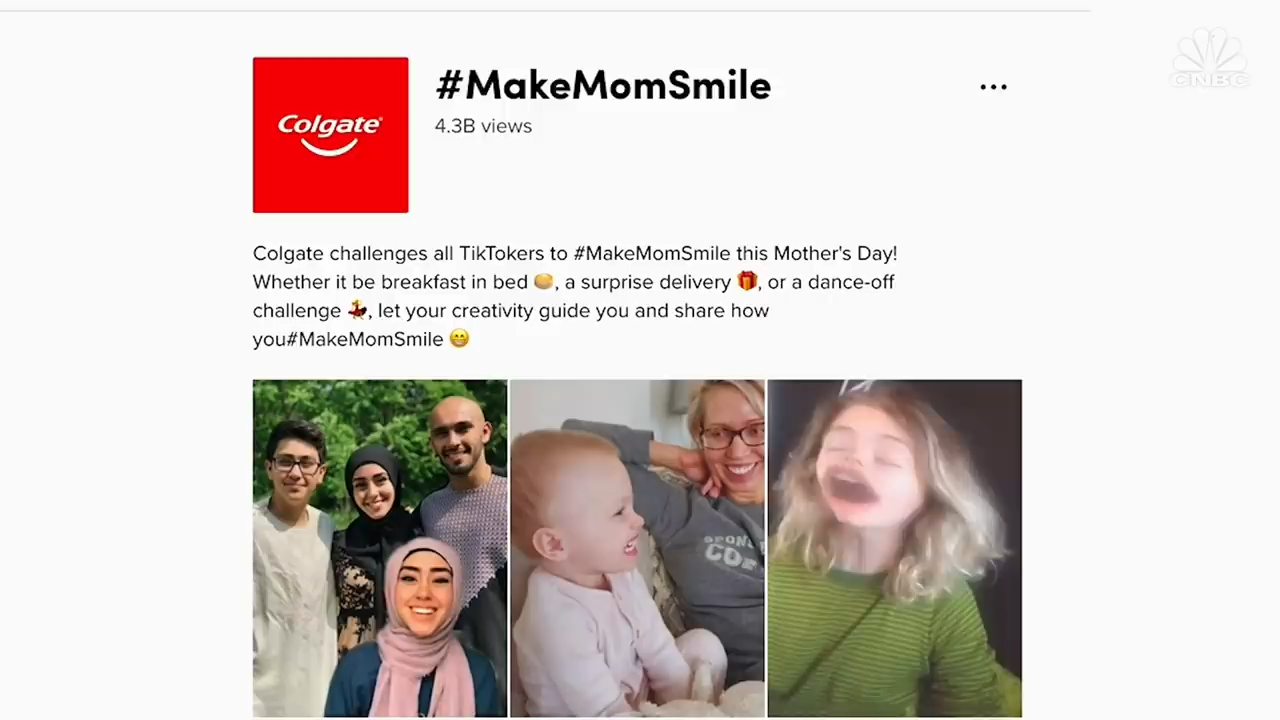 #MakeMomSmile
...
CNBC
Colgate
4.3B views
Colgate challenges all TikTokers to #MakeMomSmile this Mother's Day!
Whether it be breakfast in bed 🥞, a surprise delivery 🎁, or a dance-off
challenge 💃, let your creativity guide you and share how
you#MakeMomSmile 😁